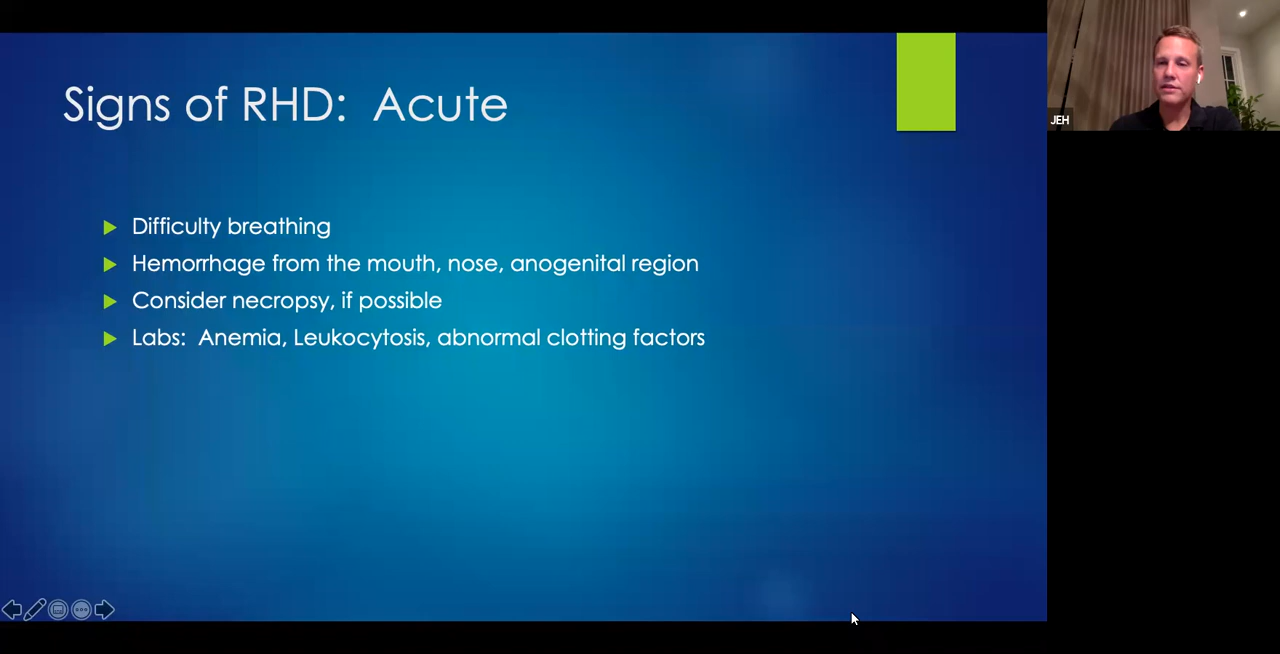 Signs of RHD: Acute
Difficulty breathing
Hemorrhage from the mouth, nose, anogenital region
Consider necropsy, if possible
Labs: Anemia, Leukocytosis, abnormal clotting factors
JEH